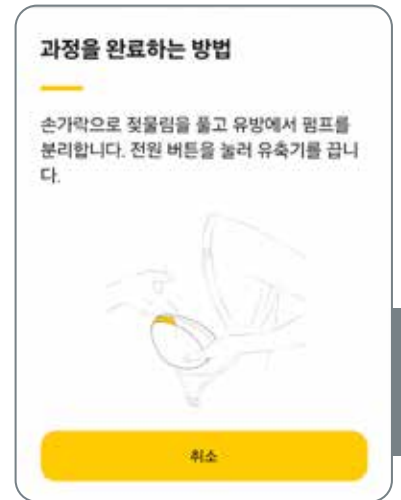 과정을 완료하는 방법
손가락으로 젖물림을 풀고 유방에서 펌프를
분리합니다. 전원 버튼을 눌러 유축기를 끕니
다.
취소